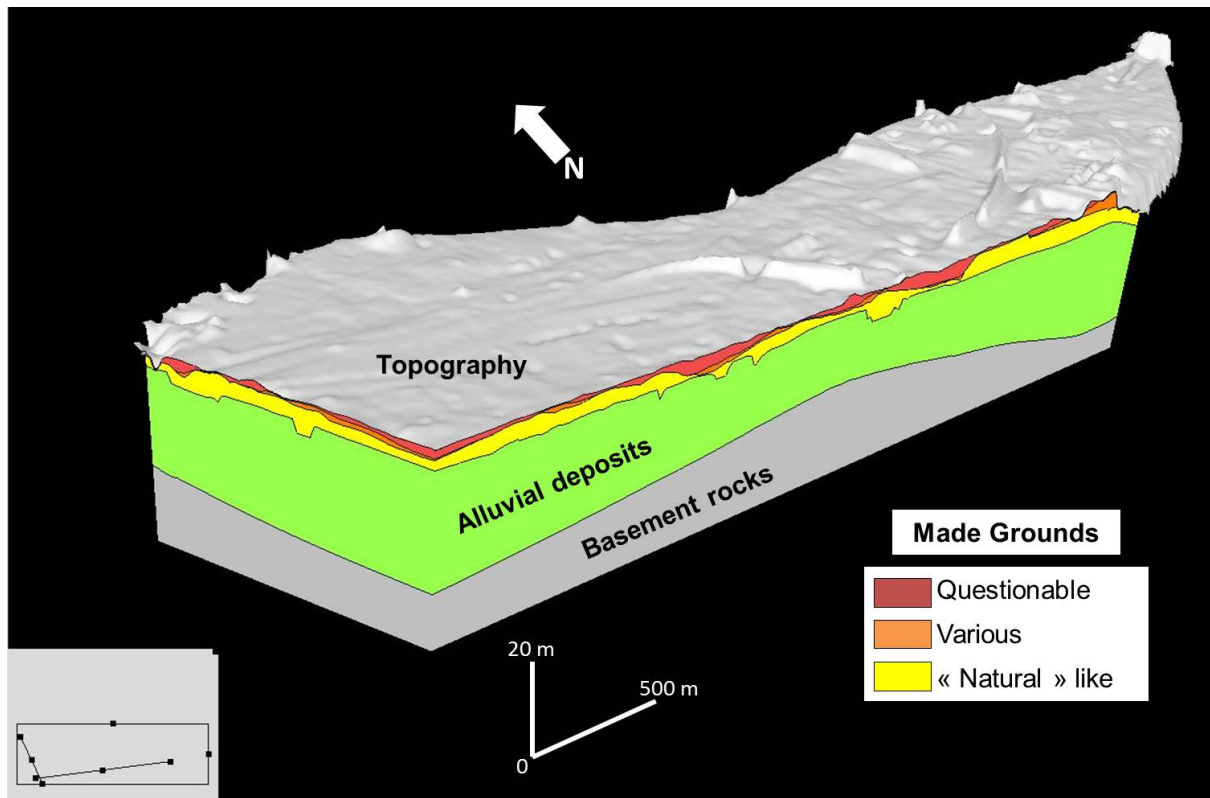 N
Topography
Alluvial deposits
Basement rocks
Made Grounds
Questionable
Various
« Natural » like
20 m
500 m
0